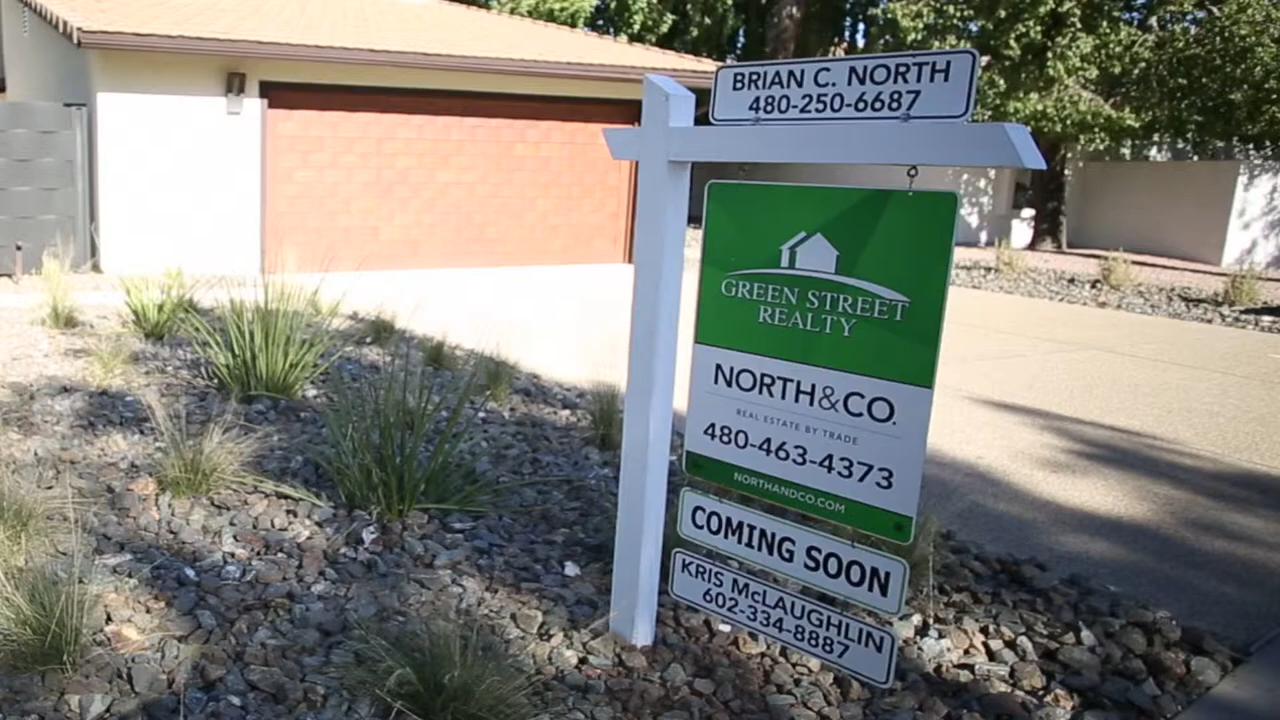 BRIAN C. NORTH
480-250-6687
GREEN STREET
REALTY
NORTH&CO.
REAL ESTATE BY TRADE
480-463-4373
NORTHANDCO.COM
COMING SOON
KRIS McLAUGHLIN
602-334-8887